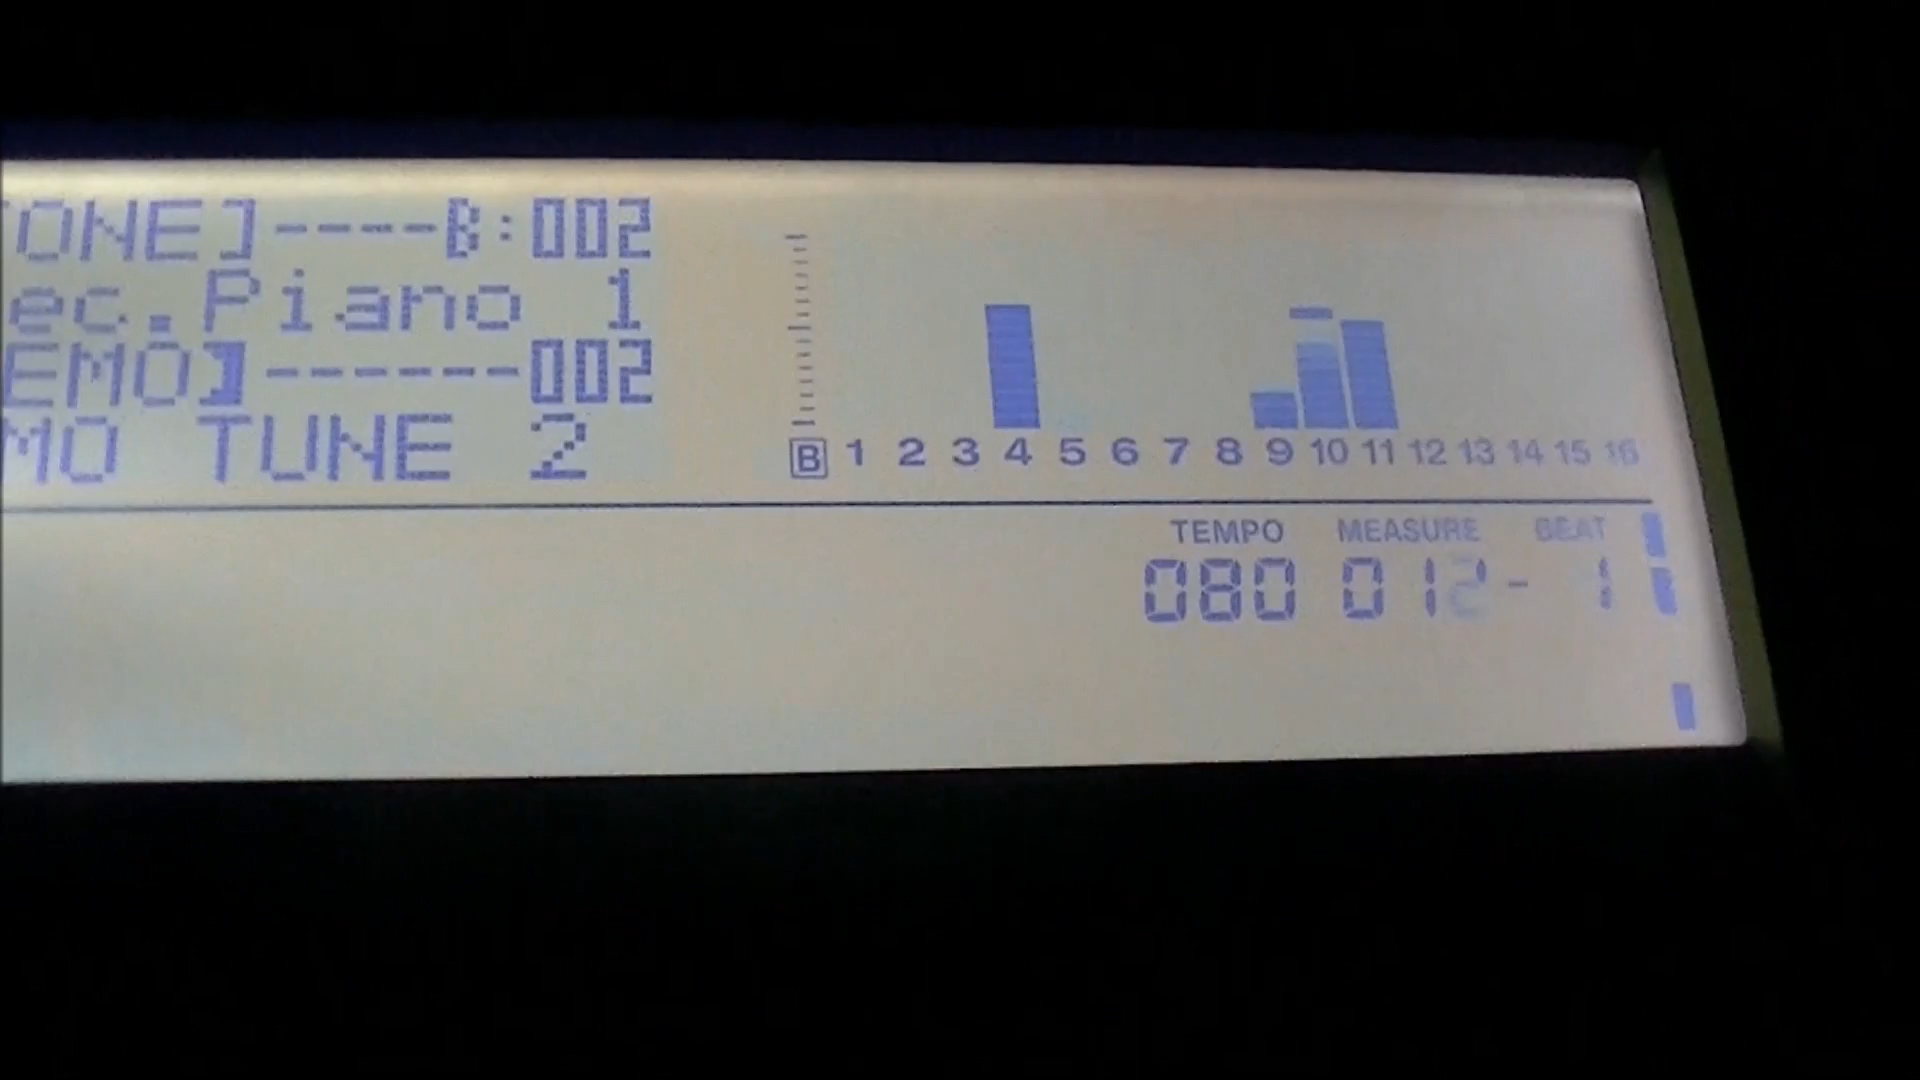 TONE]----B:002
ec.Piano 1
EMO]------002
MO TUNE 2
B 1 2 3 4 5 6 7 8 9 10 11 12 13 14 15 16
TEMPO MEASURE BEAT
080 012- 1